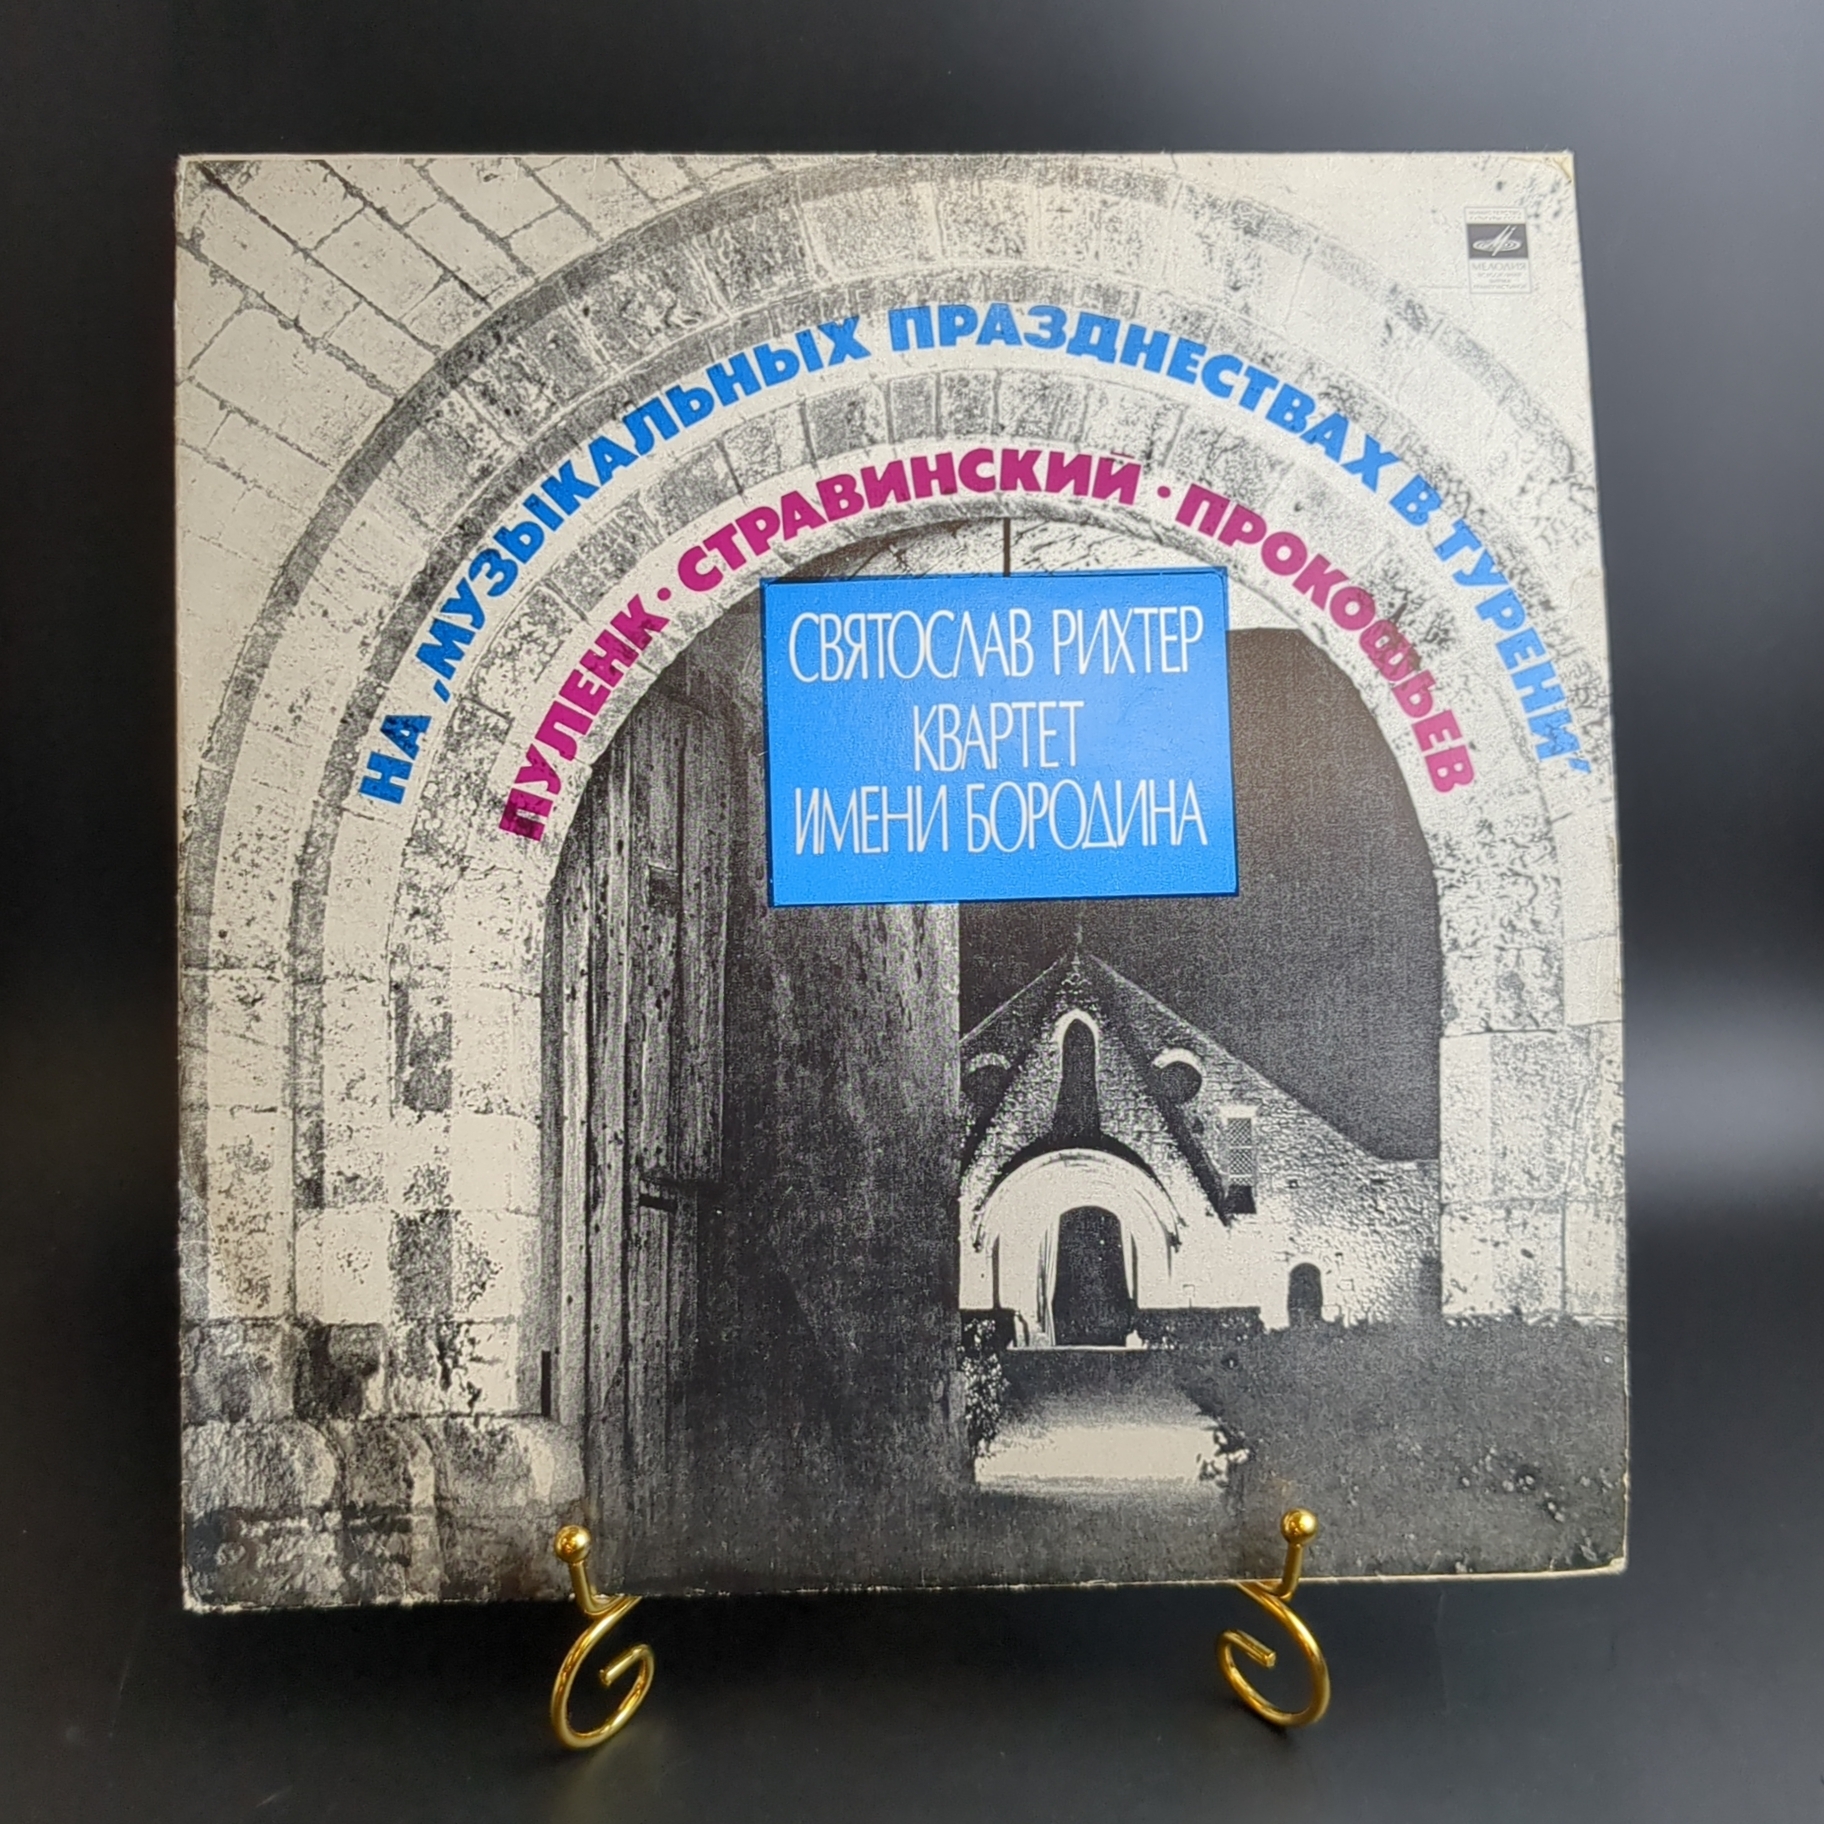 НА „МУЗЫКАЛЬНЫХ ПРАЗДНЕСТВАХ В ТУРЕНИ”
ПУЛЕНК · СТРАВИНСКИЙ · ПРОКОФЬЕВ
СВЯТОСЛАВ РИХТЕР
КВАРТЕТ
ИМЕНИ БОРОДИНА
МЕЛОДИЯ